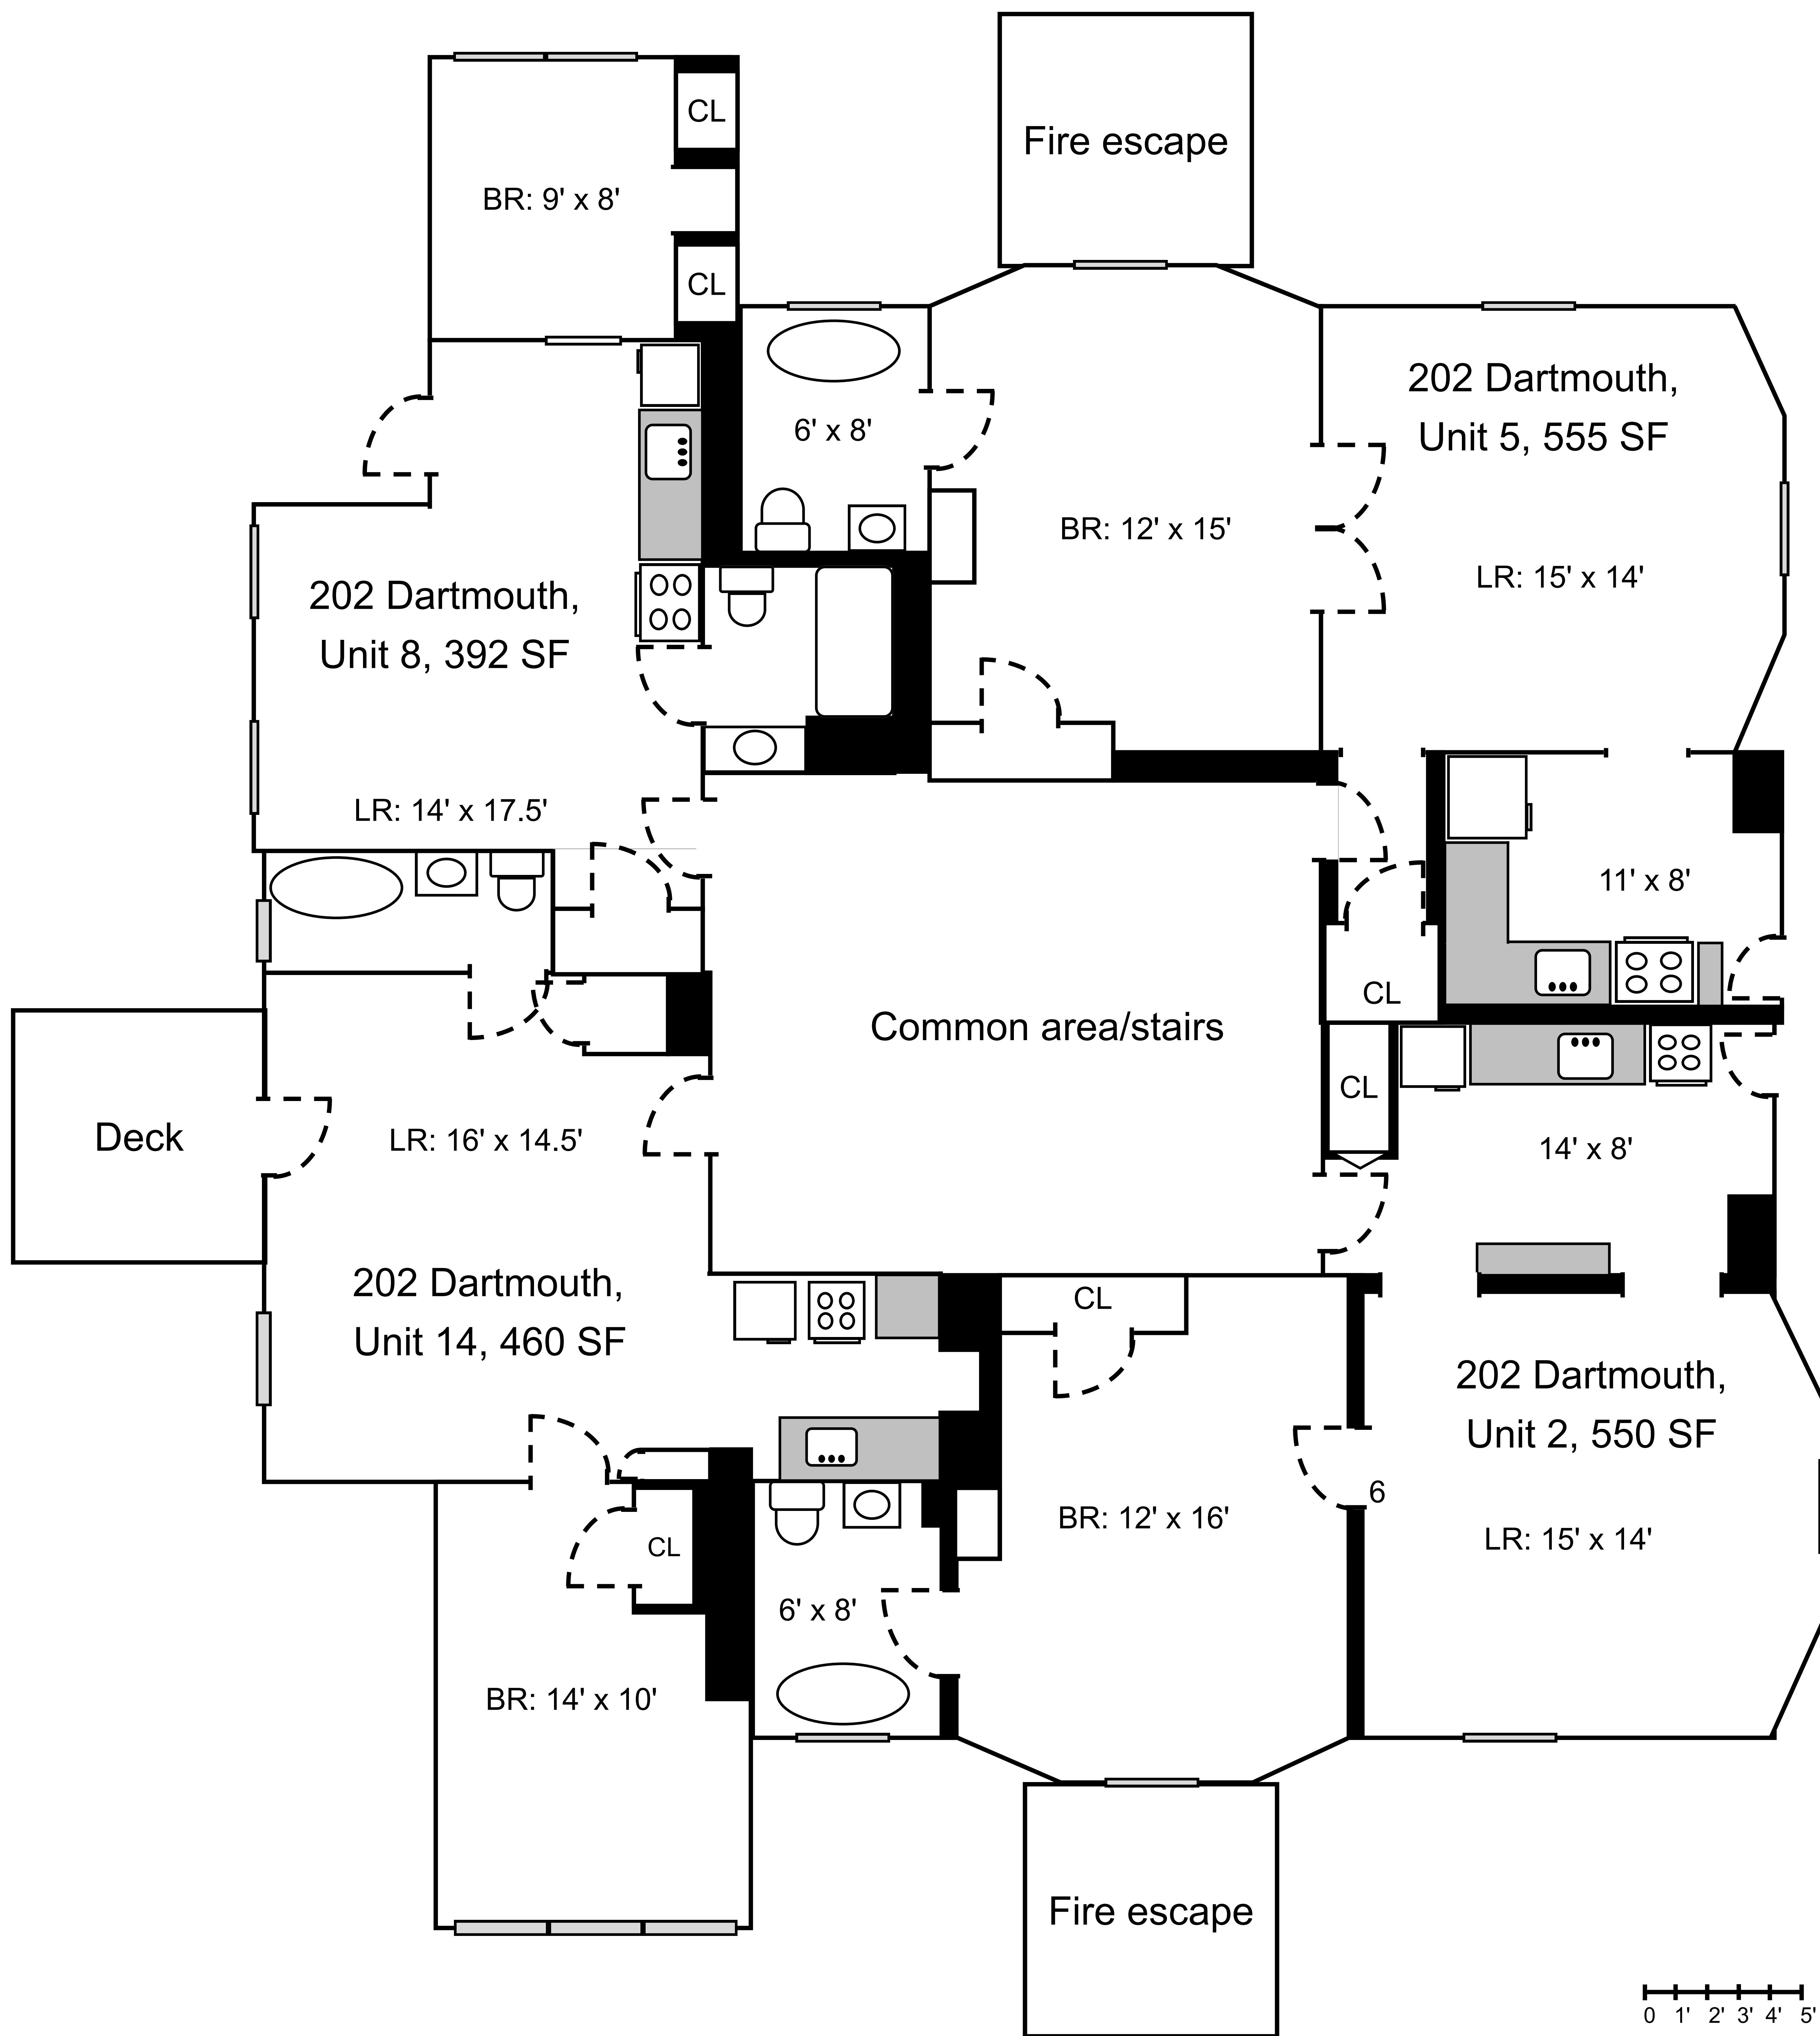 Fire escape
CL
BR: 9' x 8'
CL
202 Dartmouth,
Unit 5, 555 SF
6' x 8'
BR: 12' x 15'
LR: 15' x 14'
202 Dartmouth,
Unit 8, 392 SF
LR: 14' x 17.5'
11' x 8'
CL
Common area/stairs
CL
Deck
LR: 16' x 14.5'
14' x 8'
202 Dartmouth,
Unit 14, 460 SF
CL
202 Dartmouth,
Unit 2, 550 SF
6
BR: 12' x 16'
LR: 15' x 14'
CL
6' x 8'
BR: 14' x 10'
Fire escape
0 1' 2' 3' 4' 5'